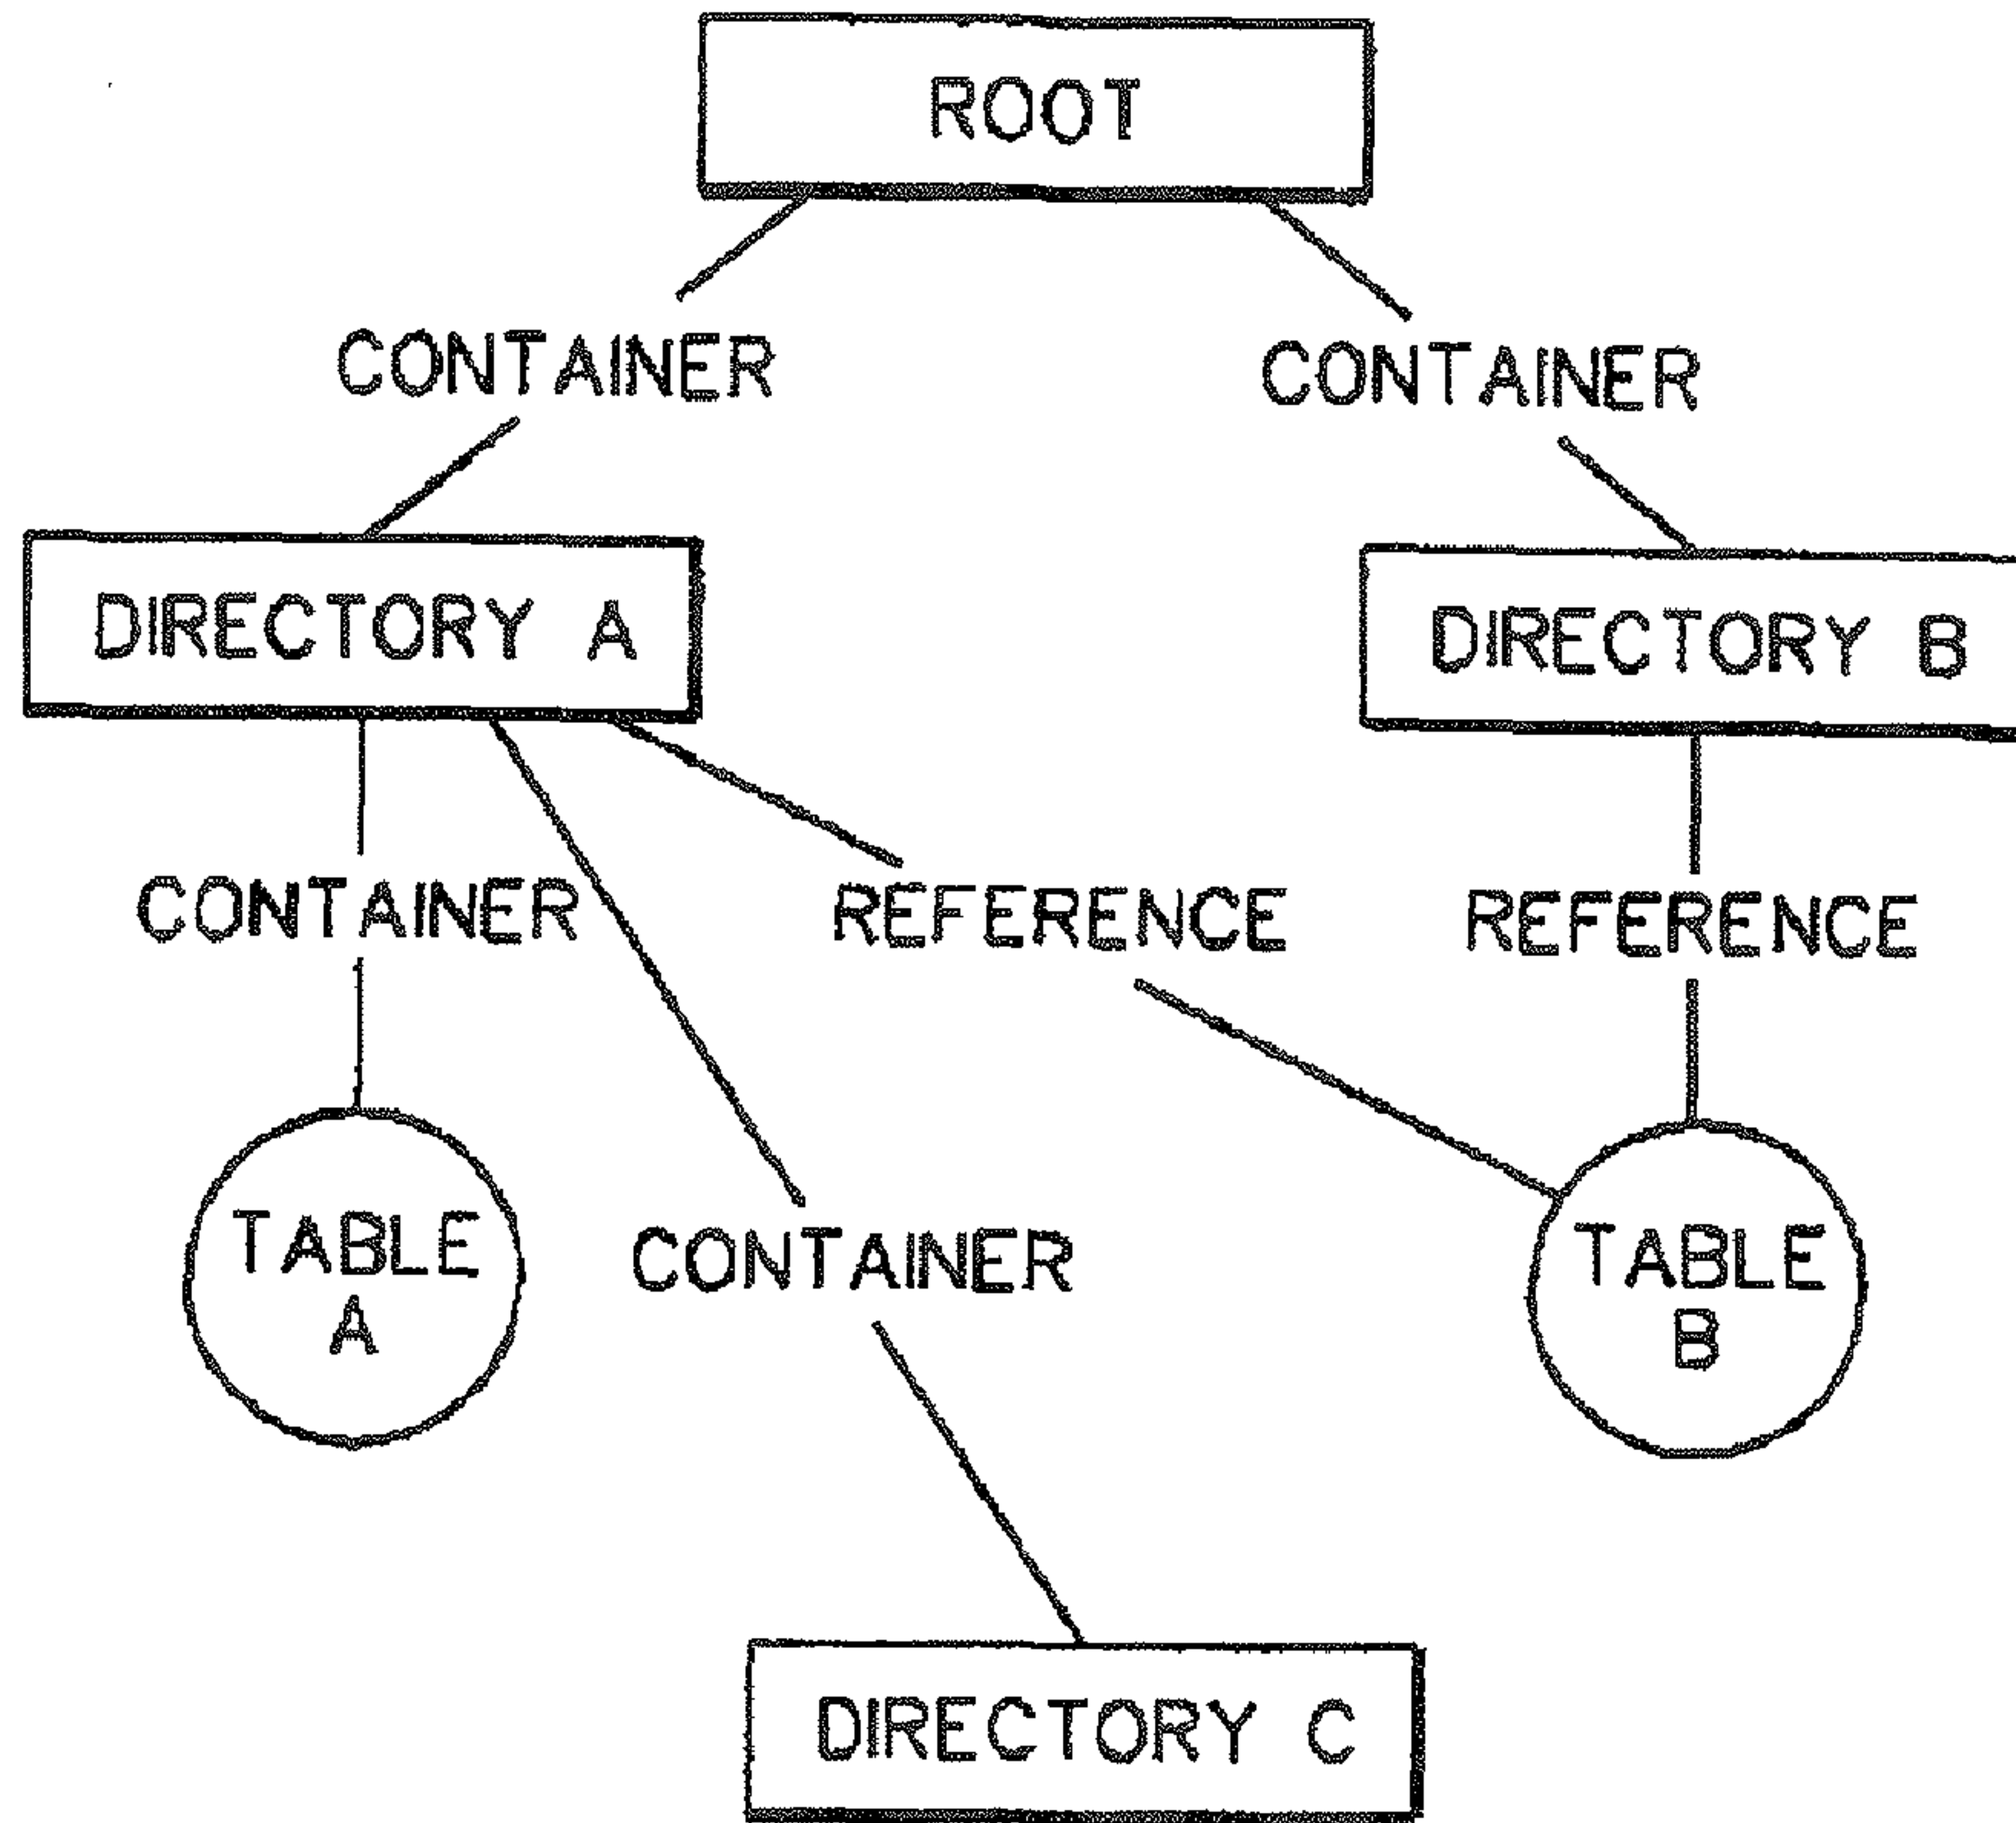 ROOT
CONTAINER
CONTAINER
DIRECTORY A
DIRECTORY B
CONTAINER
REFERENCE
REFERENCE
TABLE
A
CONTAINER
TABLE
B
DIRECTORY C